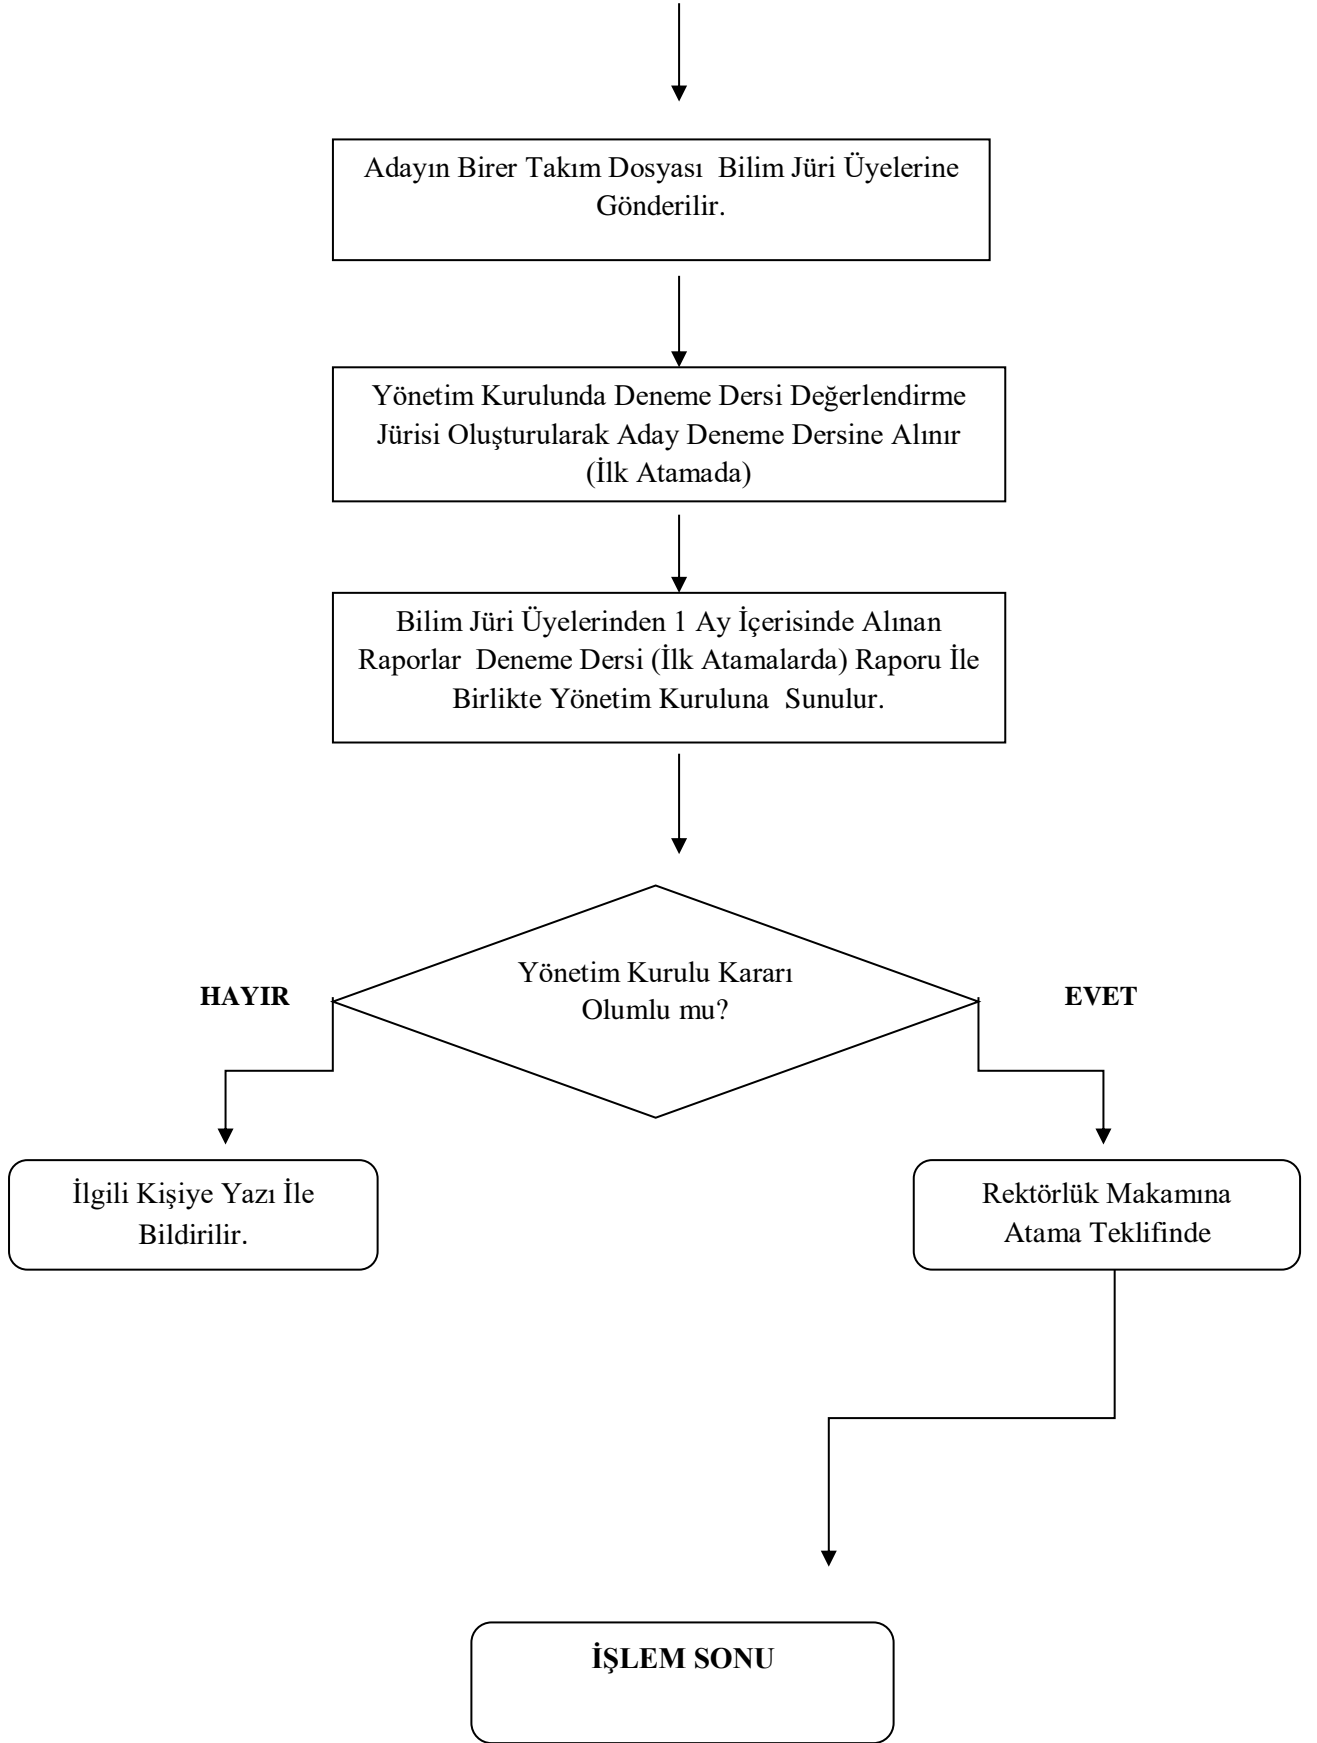 Adayın Birer Takım Dosyası  Bilim Jüri Üyelerine
Gönderilir.
Yönetim Kurulunda Deneme Dersi Değerlendirme
Jürisi Oluşturularak Aday Deneme Dersine Alınır
(İlk Atamada)
Bilim Jüri Üyelerinden 1 Ay İçerisinde Alınan
Raporlar  Deneme Dersi (İlk Atamalarda) Raporu İle
Birlikte Yönetim Kuruluna  Sunulur.
Yönetim Kurulu Kararı
Olumlu mu?
HAYIR
EVET
İlgili Kişiye Yazı İle
Bildirilir.
Rektörlük Makamına
Atama Teklifinde
İŞLEM SONU